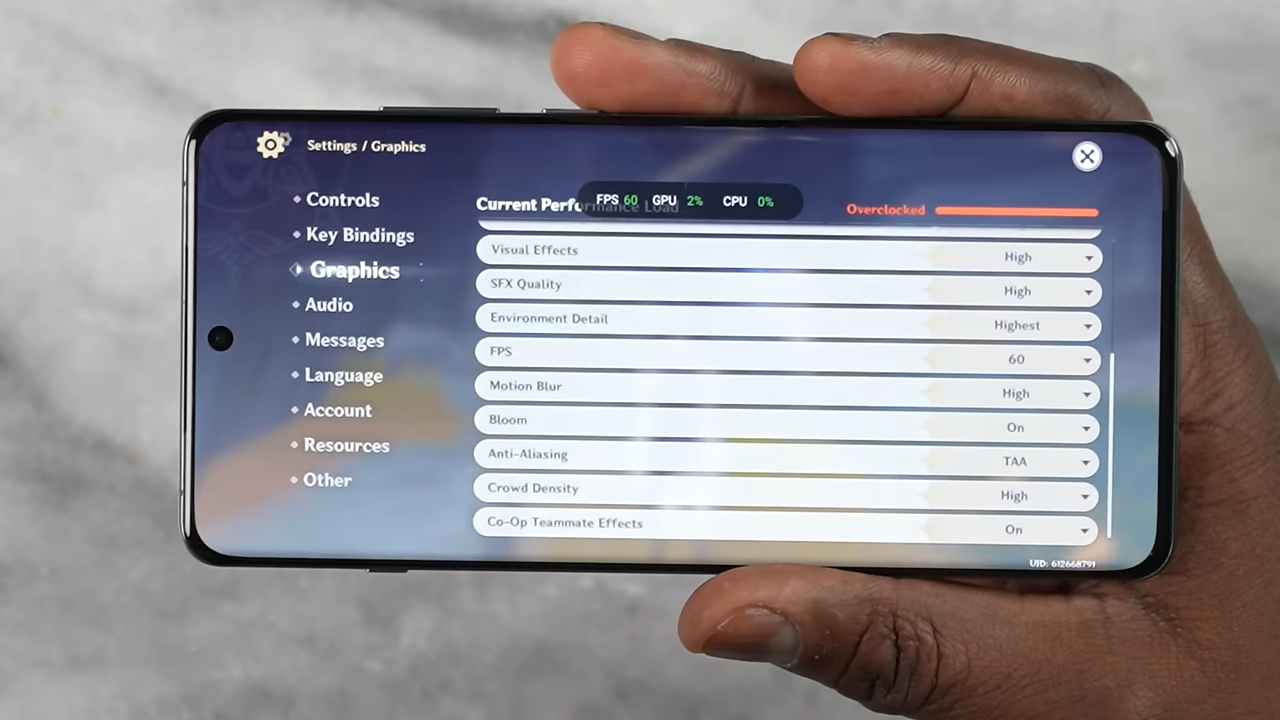 Settings / Graphics
Controls
Key Bindings
Graphics
Audio
Messages
Language
Account
Resources
Other
Current Performance Load
FPS 60 GPU 2% CPU 0%
Overclocked
Visual Effects High
SFX Quality High
Environment Detail Highest
FPS 60
Motion Blur High
Bloom On
Anti-Aliasing TAA
Crowd Density High
Co-Op Teammate Effects On
UID: 612668791